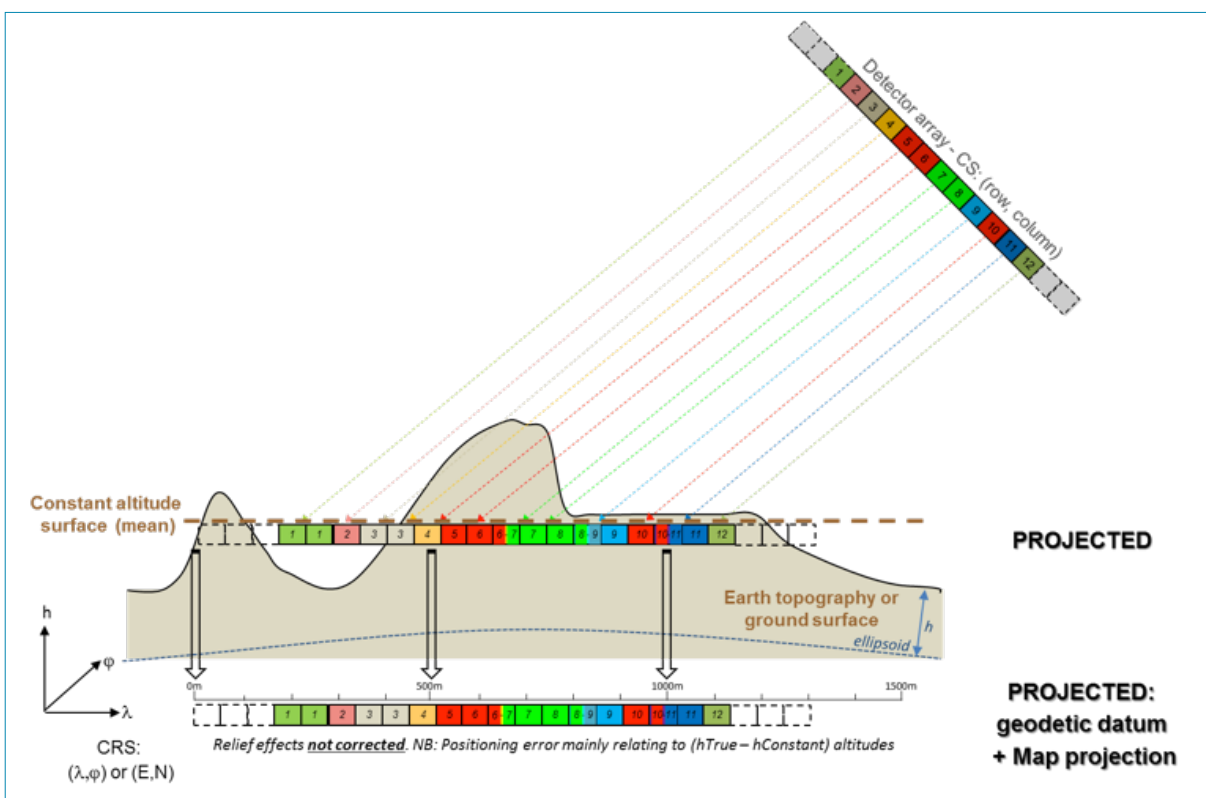 Detector array - CS: (row, column)
1 2 3 4 5 6 7 8 9 10 11 12
Constant altitude
surface (mean)
1 1 2 3 3 4 5 6 6 7 7 8 8 9 9 10 10 11 11 12
PROJECTED
Earth topography or
ground surface
ellipsoid
h
h
φ
λ
0m 500m 1000m 1500m
1 1 2 3 3 4 5 6 6 7 7 8 8 9 9 10 10 11 11 12
PROJECTED:
geodetic datum
+ Map projection
CRS:
(λ,φ) or (E,N)
Relief effects not corrected. NB: Positioning error mainly relating to (hTrue – hConstant) altitudes